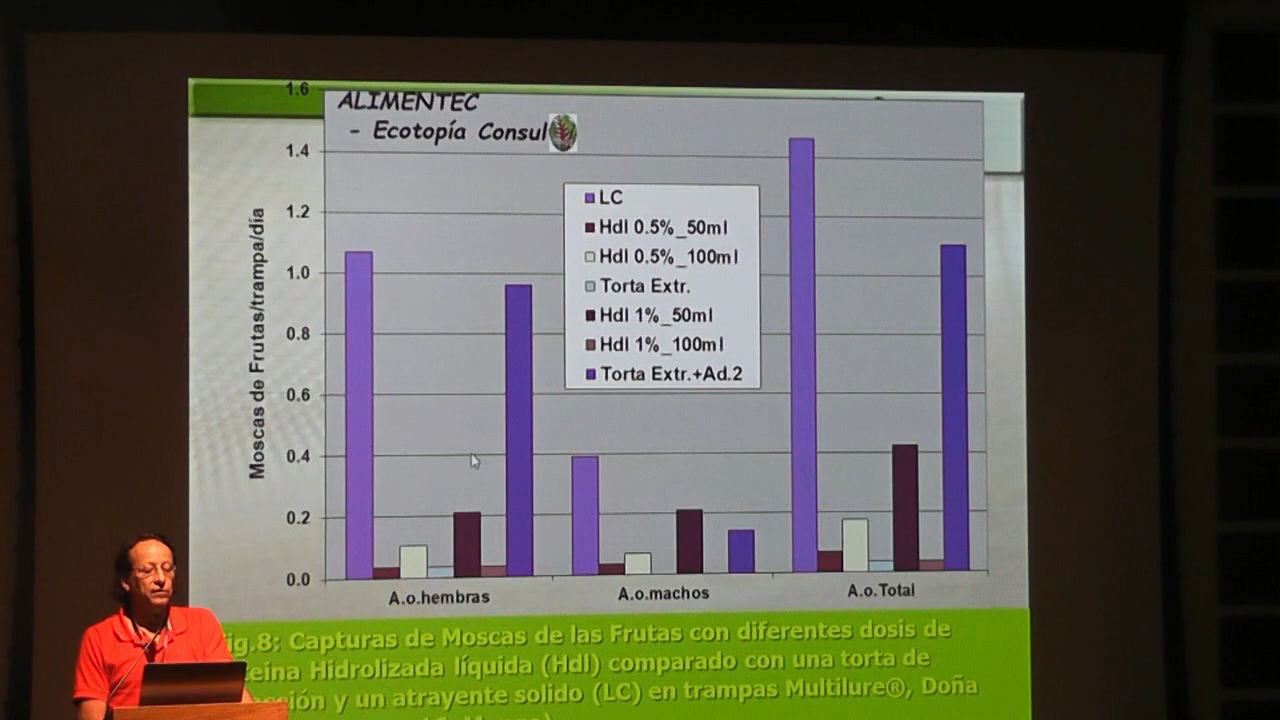 ALIMENTEC
- Ecotopía Consul
Moscas de Frutas/trampa/día
1.6
1.4
1.2
1.0
0.8
0.6
0.4
0.2
0.0
LC
Hdl 0.5%_50ml
Hdl 0.5%_100ml
Torta Extr.
Hdl 1%_50ml
Hdl 1%_100ml
Torta Extr.+Ad.2
A.o.hembras A.o.machos A.o.Total
ig.8: Capturas de Moscas de las Frutas con diferentes dosis de
eina Hidrolizada líquida (Hdl) comparado con una torta de
y un atrayente solido (LC) en trampas Multilure®, Doña